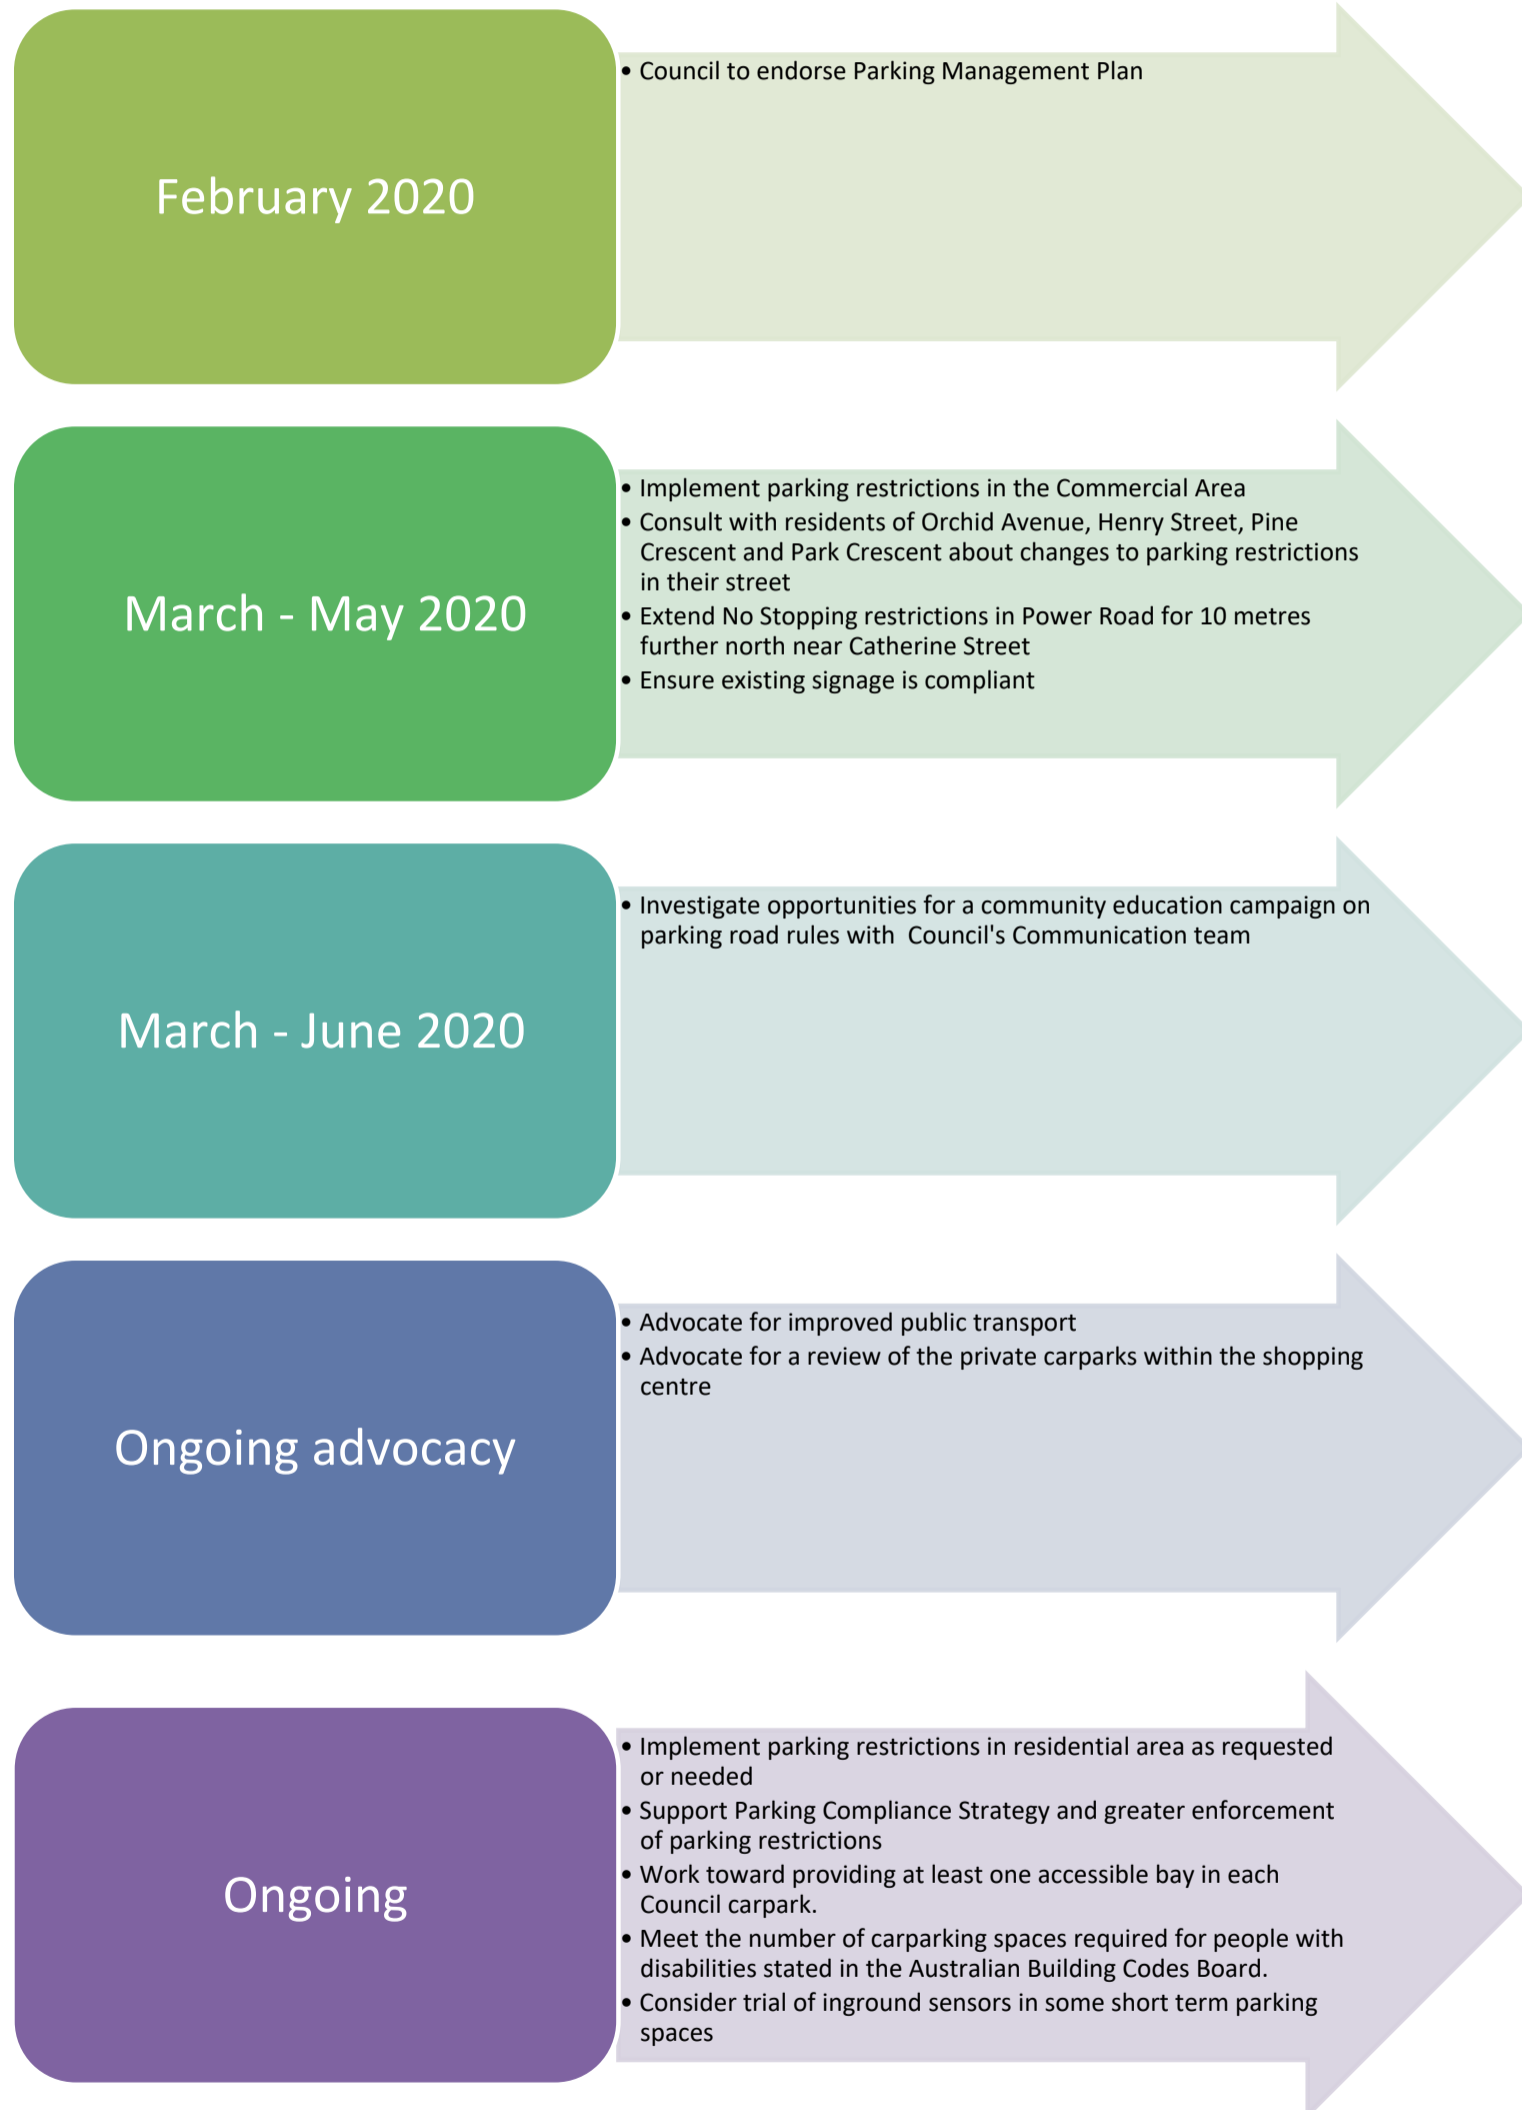 February 2020
• Council to endorse Parking Management Plan
March - May 2020
• Implement parking restrictions in the Commercial Area
• Consult with residents of Orchid Avenue, Henry Street, Pine
Crescent and Park Crescent about changes to parking restrictions
in their street
• Extend No Stopping restrictions in Power Road for 10 metres
further north near Catherine Street
• Ensure existing signage is compliant
March - June 2020
• Investigate opportunities for a community education campaign on
parking road rules with  Council's Communication team
Ongoing advocacy
• Advocate for improved public transport
• Advocate for a review of the private carparks within the shopping
centre
Ongoing
• Implement parking restrictions in residential area as requested
or needed
• Support Parking Compliance Strategy and greater enforcement
of parking restrictions
• Work toward providing at least one accessible bay in each
Council carpark.
• Meet the number of carparking spaces required for people with
disabilities stated in the Australian Building Codes Board.
• Consider trial of inground sensors in some short term parking
spaces